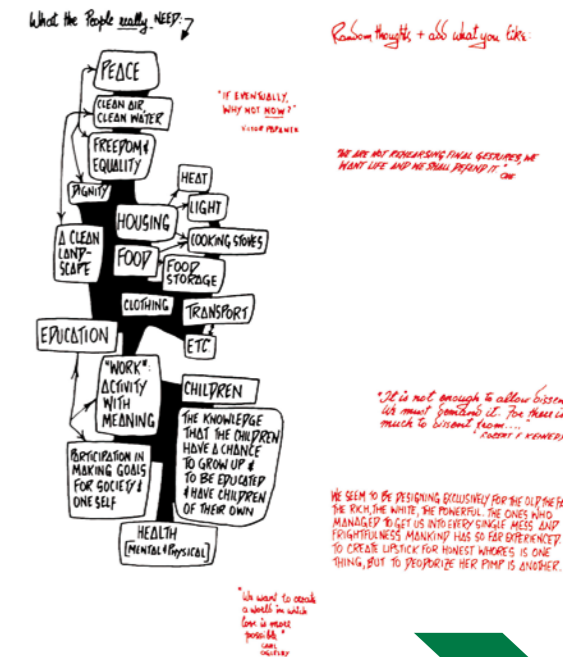 What the People really NEED:
PEACE
CLEAN AIR,
CLEAN WATER
FREEDOM &
EQUALITY
DIGNITY
HOUSING
HEAT
LIGHT
COOKING STOVES
A CLEAN
LAND-
SCAPE
FOOD
FOOD
STORAGE
CLOTHING
TRANSPORT
ETC
EDUCATION
"WORK":
ACTIVITY
WITH
MEANING
CHILDREN
THE KNOWLEDGE
THAT THE CHILDREN
HAVE A CHANCE
TO GROW UP &
TO BE EDUCATED
& HAVE CHILDREN
OF THEIR OWN
PARTICIPATION IN
MAKING GOALS
FOR SOCIETY &
ONE SELF
HEALTH
[MENTAL & PHYSICAL]
Random thoughts + add what you like:
"IF EVENTUALLY,
WHY NOT NOW?"
VICTOR PAPANEK
"WE ARE NOT REHEARSING FINAL GESTURES, WE
WANT LIFE AND WE SHALL DEFEND IT"
"It is not enough to allow dissen
We must demand it. For there is
much to dissent from...."
ROBERT F KENNEDY
WE SEEM TO BE DESIGNING EXCLUSIVELY FOR THE OLD, THE FA
THE RICH, THE WHITE, THE POWERFUL. THE ONES WHO
MANAGED TO GET US INTO EVERY SINGLE MESS AND
FRIGHTFULNESS MANKIND HAS SO FAR EXPERIENCED.
TO CREATE LIPSTICK FOR HONEST WHORES IS ONE
THING, BUT TO DEODORIZE HER PIMP IS ANOTHER.
"We want to create
a world in which
love is more
possible"
CARL
OGLESBY